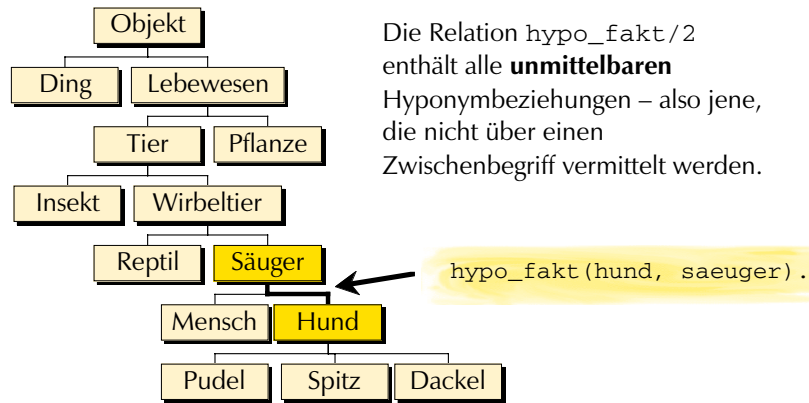 Objekt
Die Relation hypo_fakt/2
enthält alle unmittelbaren
Hyponymbeziehungen – also jene,
die nicht über einen
Zwischenbegriff vermittelt werden.
Ding Lebewesen
Tier Pflanze
Insekt Wirbeltier
Reptil Säuger
hypo_fakt(hund, saeuger).
Mensch Hund
Pudel Spitz Dackel